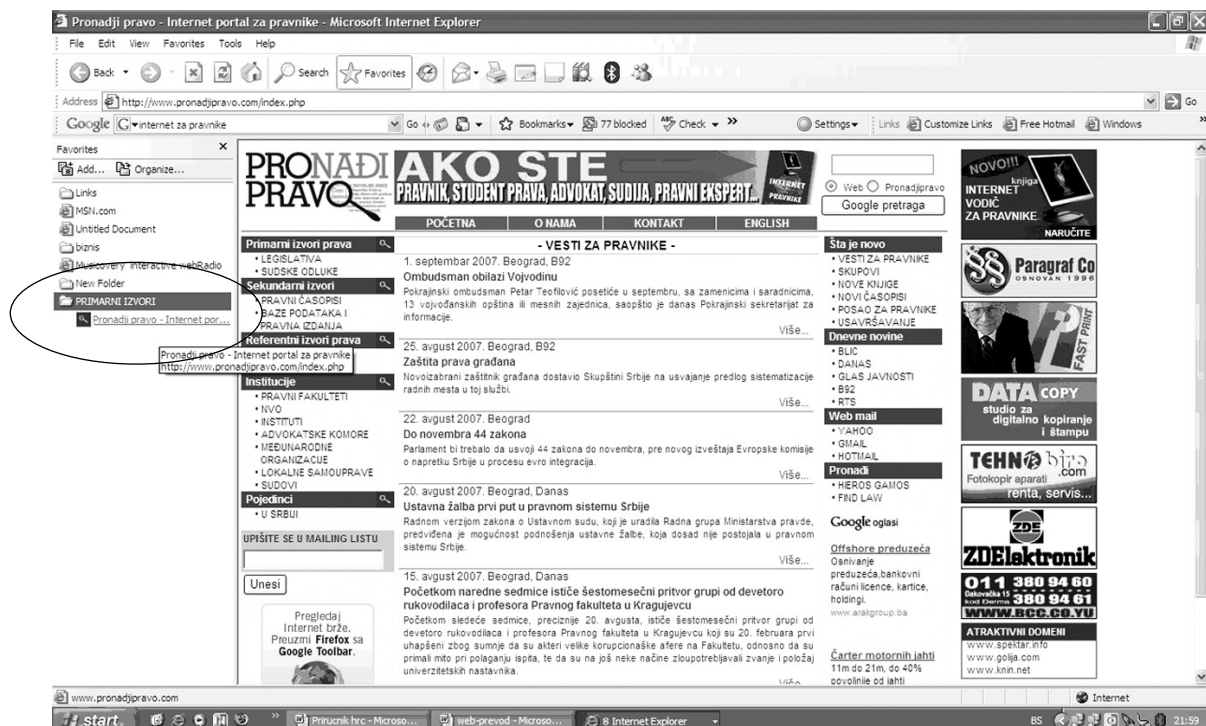 Pronadji pravo - Internet portal za pravnike - Microsoft Internet Explorer
File Edit View Favorites Tools Help
Back Search Favorites
Address http://www.pronadjipravo.com/index.php Go
Google G internet za pravnike Go Bookmarks 77 blocked ABC Check » Settings Links Customize Links Free Hotmail Windows »
Favorites x
Add... Organize...
Links
MSN.com
Untitled Document
biznis
Musicovery interactive webRadio
New Folder
PRIMARNI IZVORI
Pronadji pravo - Internet por...
Pronadji pravo - Internet portal za pravnike
http://www.pronadjipravo.com/index.php
PRONAĐI
PRAVO
AKO STE
PRAVNIK, STUDENT PRAVA, ADVOKAT, SUDIJA, PRAVNI EKSPERT...
INTERNET
PRAVNIKE
POČETNA O NAMA KONTAKT ENGLISH
Web Pronadjipravo
Google pretraga
Primarni izvori prava
• LEGISLATIVA
• SUDSKE ODLUKE
Sekundarni izvori
• PRAVNI ČASOPISI
• BAZE PODATAKA I
PRAVNA IZDANJA
Referentni izvori prava
Institucije
• PRAVNI FAKULTETI
• NVO
• INSTITUTI
• ADVOKATSKE KOMORE
• MEĐUNARODNE
ORGANIZACIJE
• LOKALNE SAMOUPRAVE
• SUDOVI
Pojedinci
• U SRBIJI
UPIŠITE SE U MAILING LISTU
Unesi
Pregledaj
Internet brže.
Preuzmi Firefox sa
Google Toolbar.
- VESTI ZA PRAVNIKE -
1. septembar 2007. Beograd, B92
Ombudsman obilazi Vojvodinu
Pokrajinski ombudsman Petar Teofilović posetiće u septembru, sa zamenicima i saradnicima,
13 vojvođanskih opština ili mesnih zajednica, saopštio je danas Pokrajinski sekretarijat za
informacije.
Više...
25. avgust 2007. Beograd, B92
Zaštita prava građana
Novoizabrani zaštitnik građana dostavio Skupštini Srbije na usvajanje predlog sistematizacije
radnih mesta u toj službi.
Više...
22. avgust 2007. Beograd
Do novembra 44 zakona
Parlament bi trebalo da usvoji 44 zakona do novembra, pre novog izveštaja Evropske komisije
o napretku Srbije u procesu evro integracija.
Više...
20. avgust 2007. Beograd, Danas
Ustavna žalba prvi put u pravnom sistemu Srbije
Radnom verzijom zakona o Ustavnom sudu, koji je uradila Radna grupa Ministarstva pravde,
predviđena je mogućnost podnošenja ustavne žalbe, koja dosad nije postojala u pravnom
sistemu Srbije.
Više...
15. avgust 2007. Beograd, Danas
Početkom naredne sedmice ističe šestomesečni pritvor grupi od devetoro
rukovodilaca i profesora Pravnog fakulteta u Kragujevcu
Početkom sledeće sedmice, preciznije 20. avgusta, ističe šestomesečni pritvor grupi od
devetoro rukovodilaca i profesora Pravnog fakulteta u Kragujevcu koji su 20. februara prvi
uhapšeni zbog sumnje da su akteri velike korupcionaške afere na Fakultetu, odnosno da su
primali mito pri polaganju ispita, te da su na još neke načine zloupotrebljavali zvanje i položaj
univerzitetskih nastavnika.
Više...
Šta je novo
• VESTI ZA PRAVNIKE
• SKUPOVI
• NOVE KNJIGE
• NOVI ČASOPISI
• POSAO ZA PRAVNIKE
• USAVRŠAVANJE
Dnevne novine
• BLIC
• DANAS
• GLAS JAVNOSTI
• B92
• RTS
Web mail
• YAHOO
• GMAIL
• HOTMAIL
Pronađi
• HIEROS GAMOS
• FIND LAW
Google oglasi
Offshore preduzeća
Osnivanje
preduzeća,bankovni
računi licence, kartice,
holdingi.
www.arakgroup.ba
Čarter motornih jahti
11m do 21m, do 40%
povoljnije od jahti
NOVO!!!
knjiga
INTERNET
VODIČ
ZA PRAVNIKE
NARUČITE
Paragraf Co
OSNOVAN 1996
FAST PRINT
DATA COPY
studio za
digitalno kopiranje
i štampu
TEHNO biro
.com
Fotokopir aparati
renta, servis...
ZDE
ZDElektronik
011 380 94 60
Đakovačka 15
kod Đerma 380 94 61
WWW.BCC.CO.YU
ATRAKTIVNI DOMENI
www.spektar.info
www.golija.com
www.knin.net
www.pronadjipravo.com Internet
start » Prirucnik hrc - Microso... web-prevod - Microso... 8 Internet Explorer BS 21:59